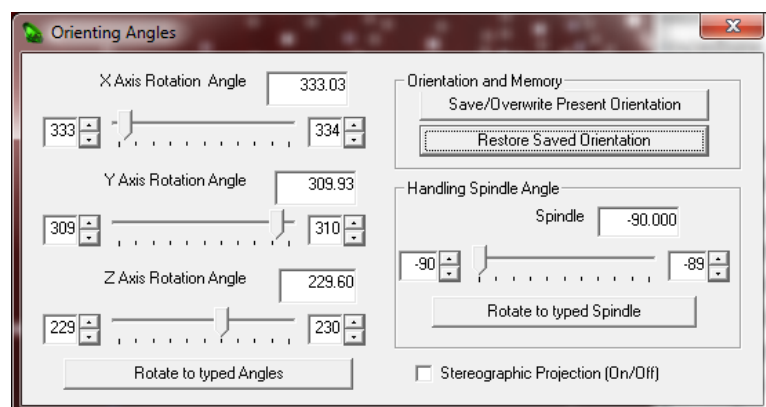 Orienting Angles
X Axis Rotation Angle 333.03
333 334
Y Axis Rotation Angle 309.93
309 310
Z Axis Rotation Angle 229.60
229 230
Rotate to typed Angles
Orientation and Memory
Save/Overwrite Present Orientation
Restore Saved Orientation
Handling Spindle Angle
Spindle -90.000
-90 -89
Rotate to typed Spindle
Stereographic Projection (On/Off)